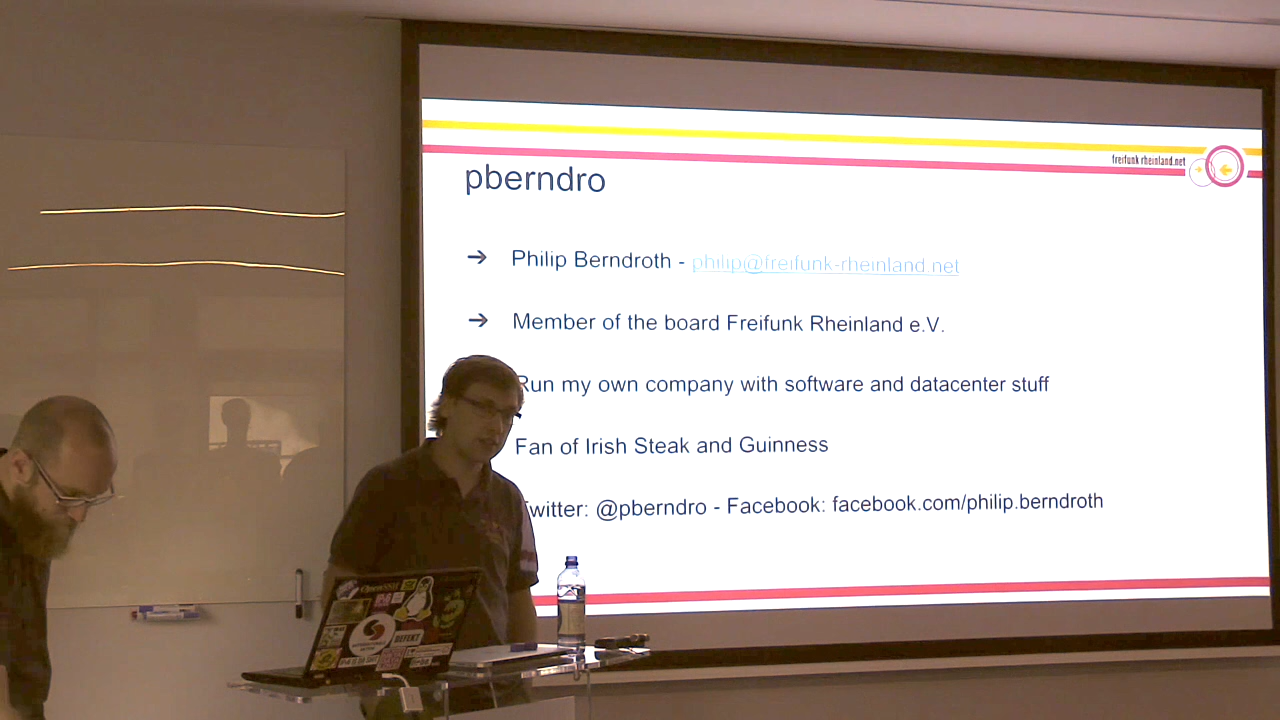 freifunk rheinland.net
pberndro
➔ Philip Berndroth - philip@freifunk-rheinland.net
➔ Member of the board Freifunk Rheinland e.V.
Run my own company with software and datacenter stuff
Fan of Irish Steak and Guinness
Twitter: @pberndro - Facebook: facebook.com/philip.berndroth
OpenSSH
DEFEKT